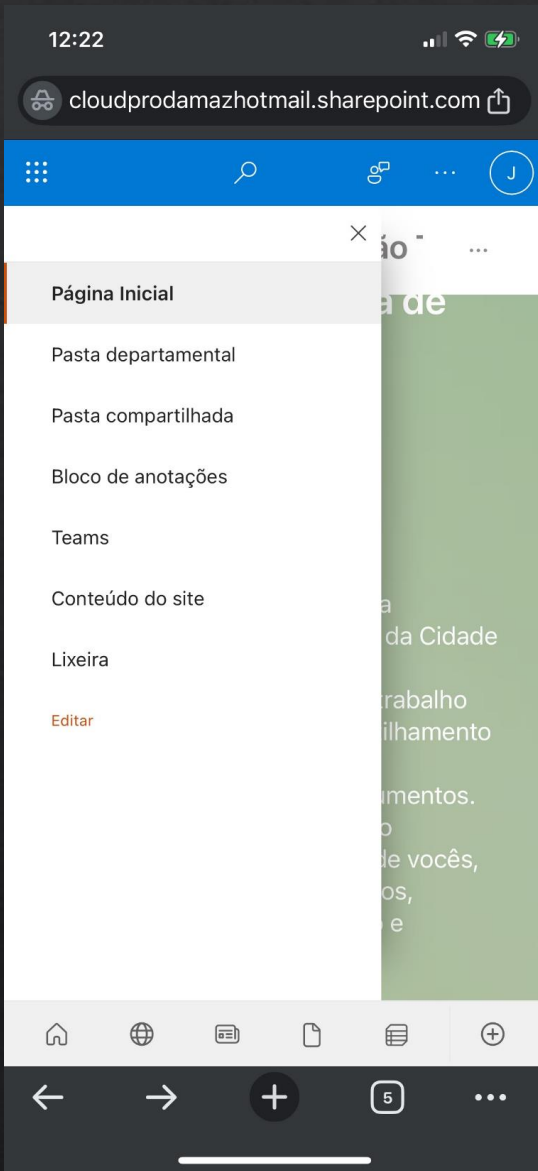 12:22
cloudprodamazhotmail.sharepoint.com
J
ão
a de
Página Inicial
Pasta departamental
Pasta compartilhada
Bloco de anotações
Teams
Conteúdo do site
a
da Cidade
Lixeira
rabalho
Editar
ilhamento
umentos.
o
de vocês,
os,
e
5